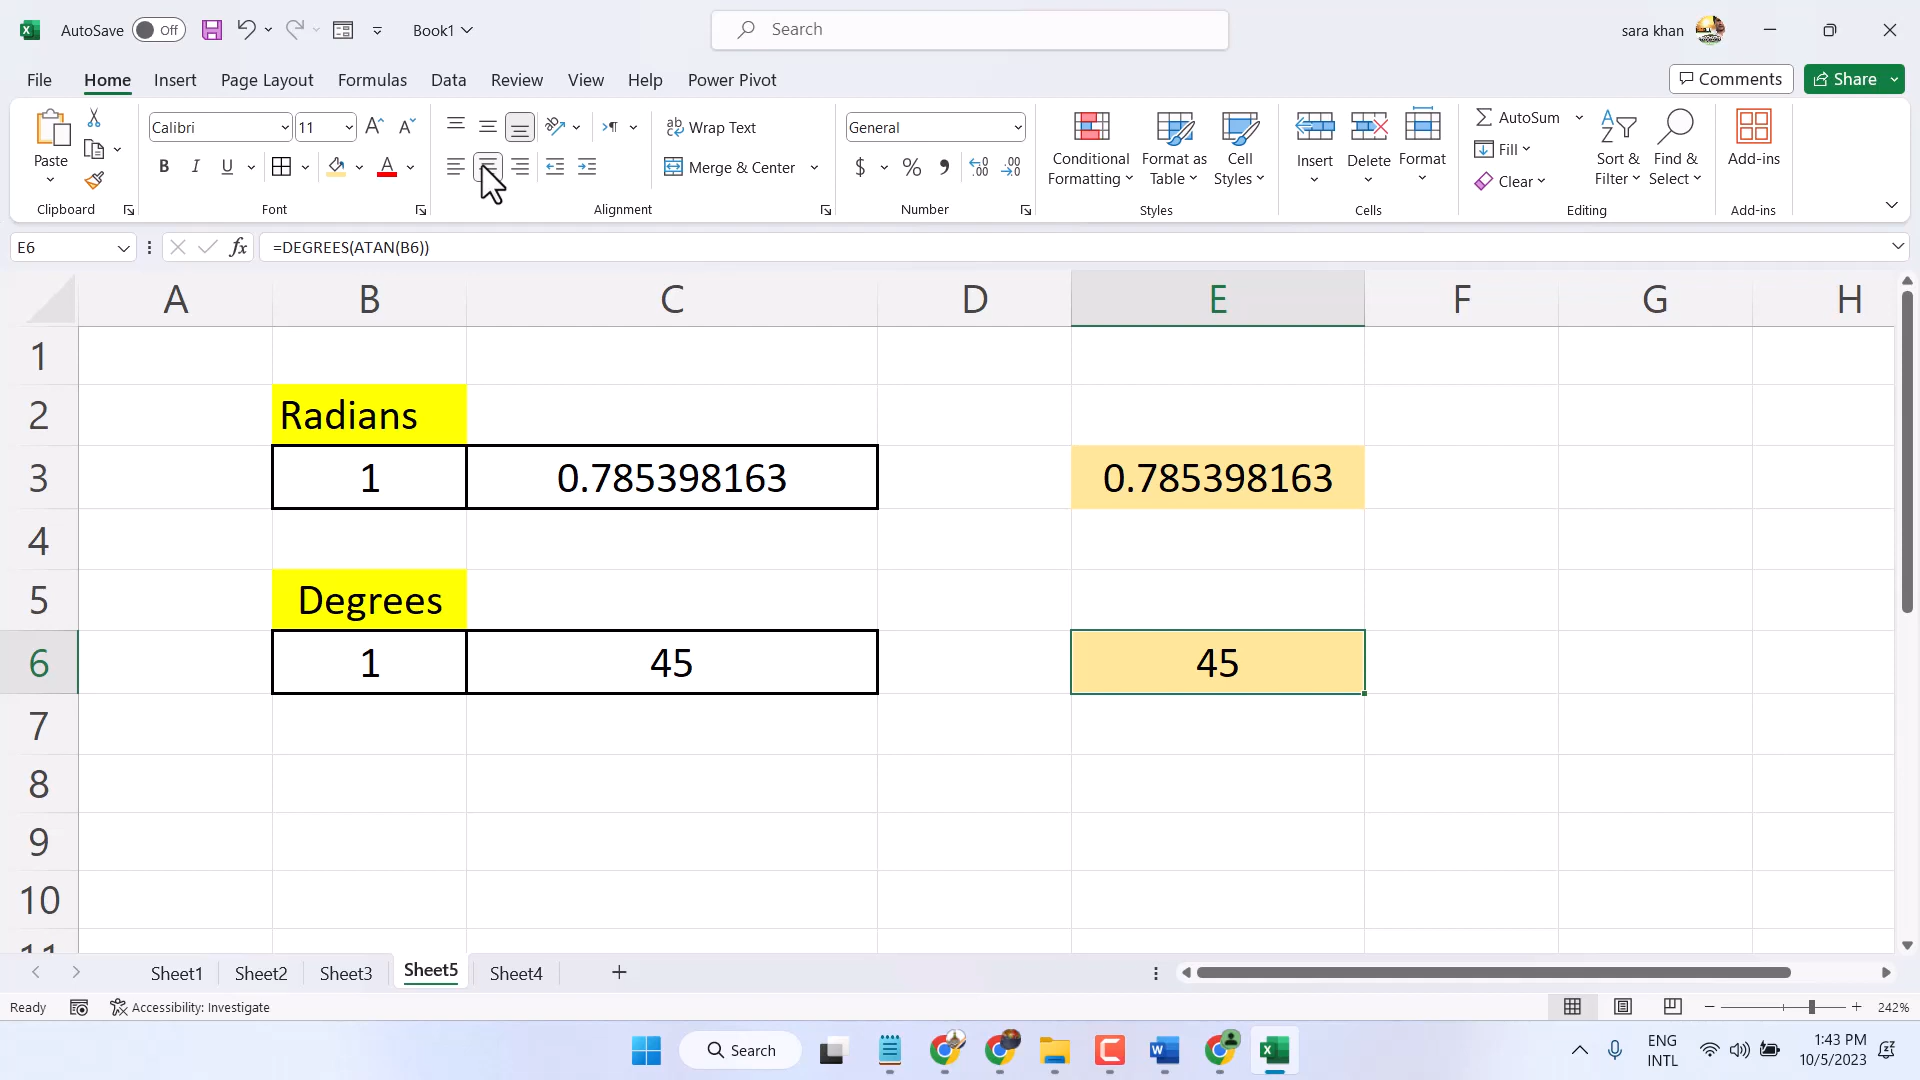 AutoSave Off Book1 Search sara khan
File Home Insert Page Layout Formulas Data Review View Help Power Pivot Comments Share
Paste Calibri 11 A A ab Wrap Text General Conditional Formatting Format as Table Cell Styles Insert Delete Format AutoSum Sort & Filter Find & Select Add-ins
B I U A Merge & Center $ % Fill
Clear
Clipboard Font Alignment Number Styles Cells Editing Add-ins
E6 fx =DEGREES(ATAN(B6))
A B C D E F G H
1
2 Radians
3 1 0.785398163 0.785398163
4
5 Degrees
6 1 45 45
7
8
9
10
11
Sheet1 Sheet2 Sheet3 Sheet5 Sheet4 +
Ready Accessibility: Investigate 242%
Search ENG INTL 1:43 PM
10/5/2023